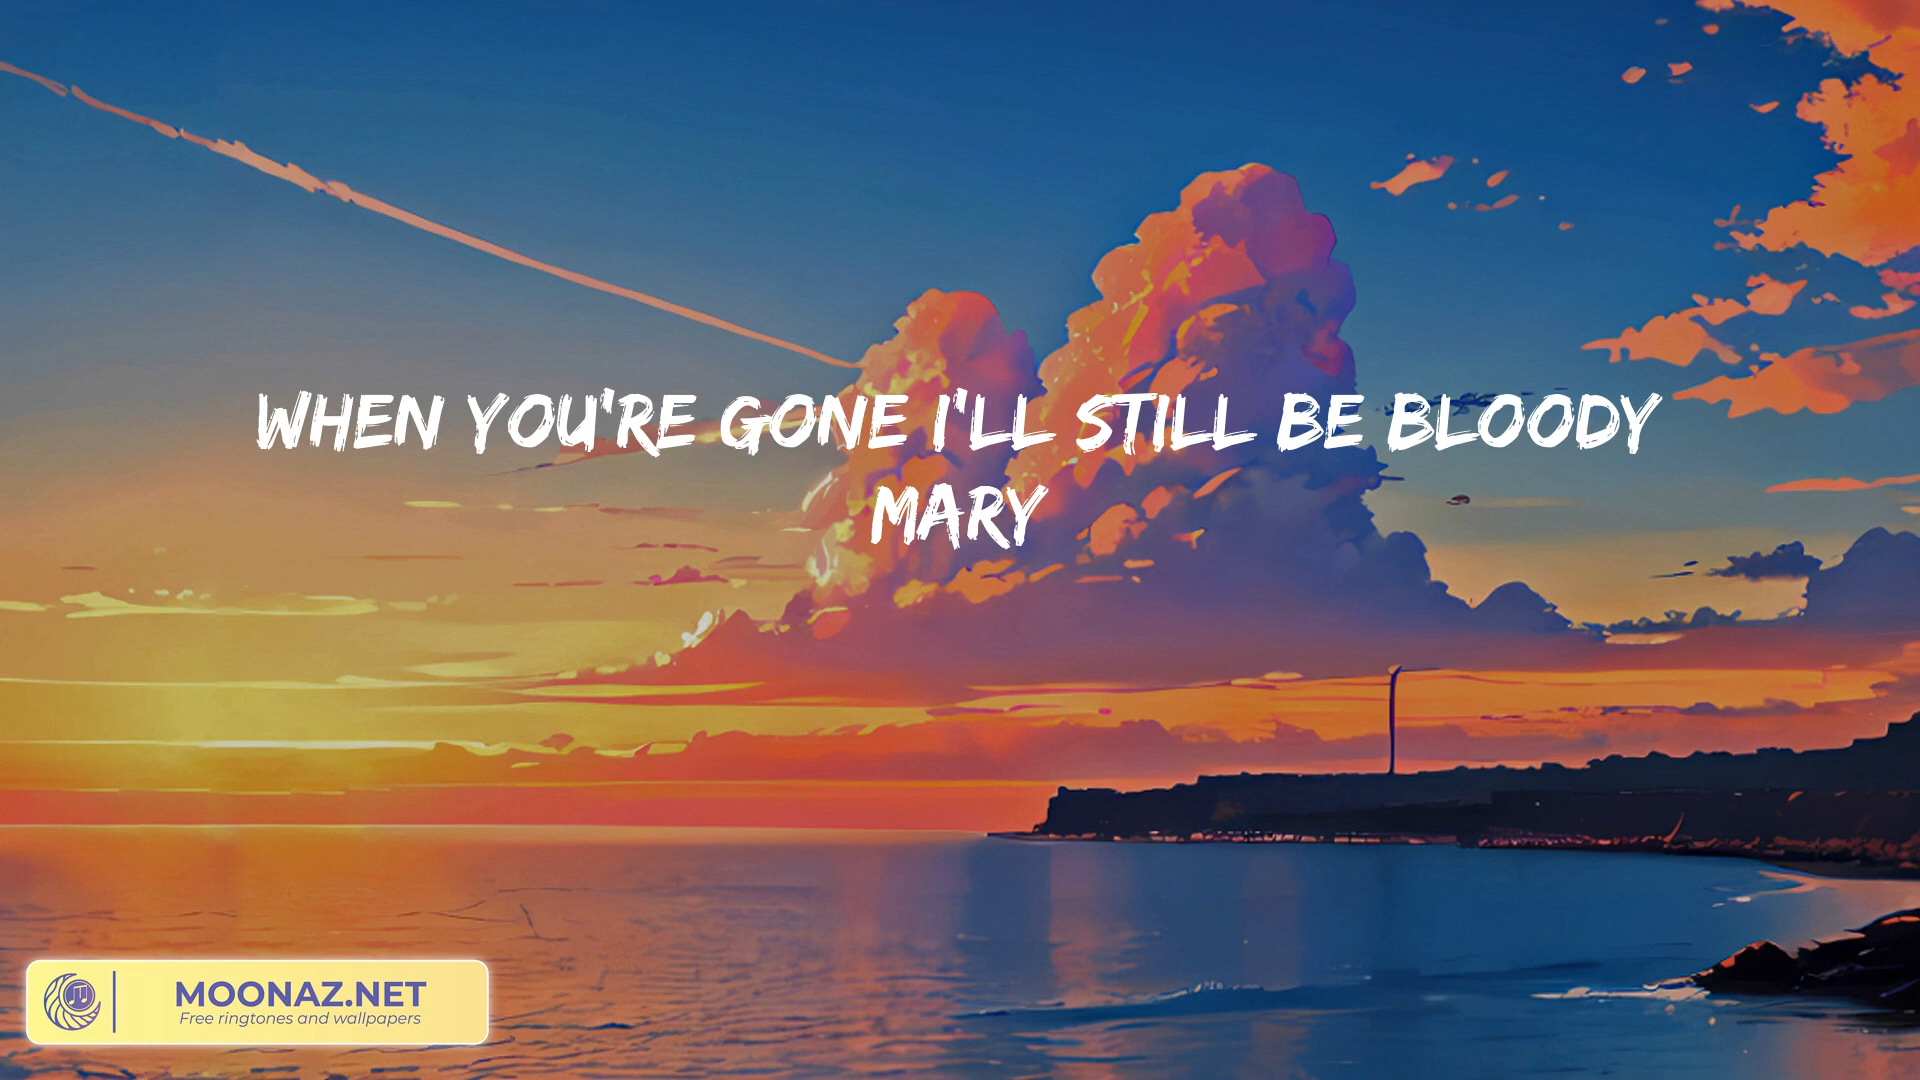 WHEN YOU'RE GONE I'LL STILL BE BLOODY
MARY
MOONAZ.NET
Free ringtones and wallpapers